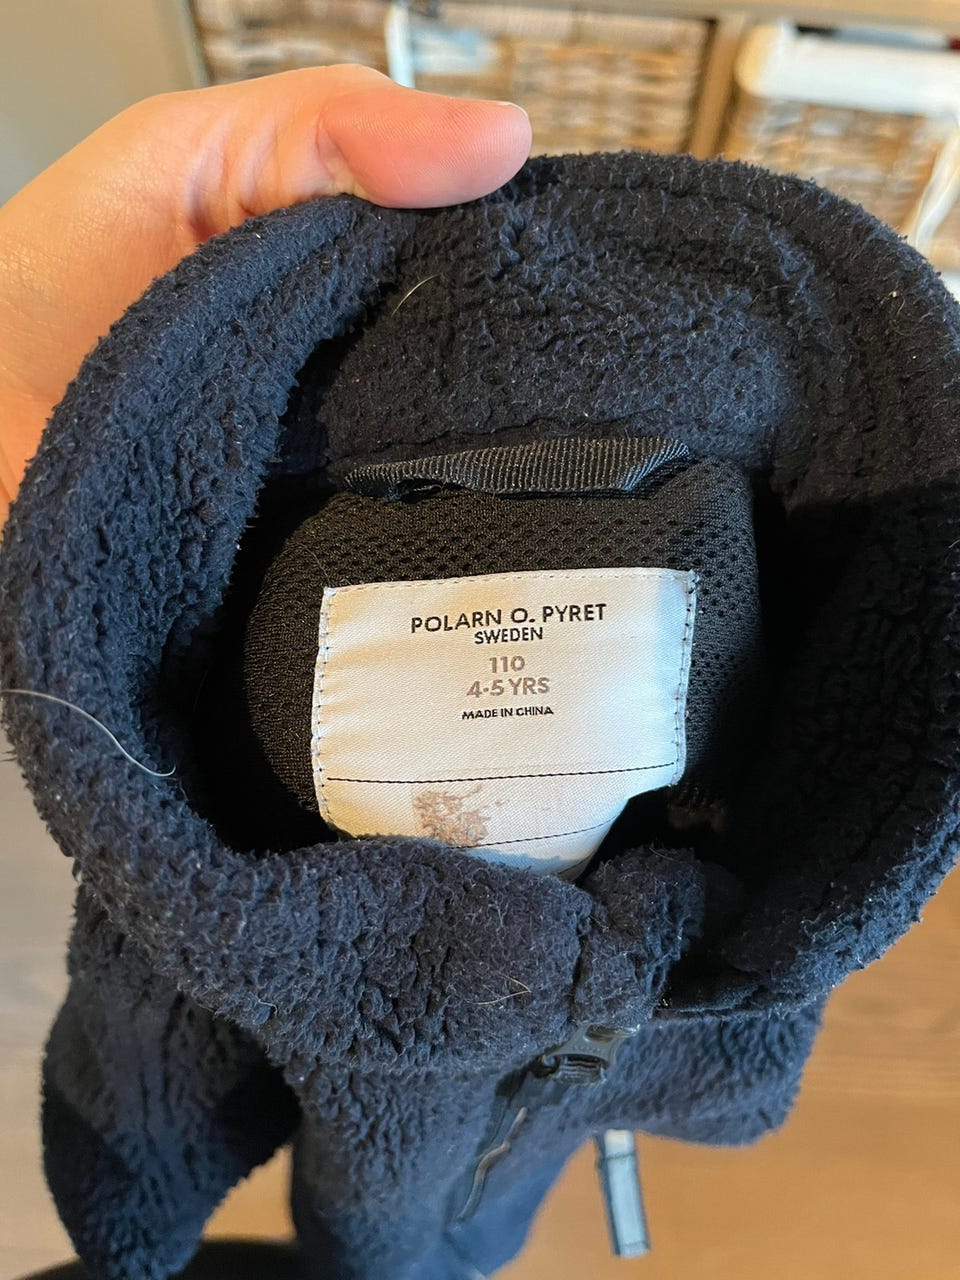 POLARN O. PYRET
SWEDEN
110
4-5 YRS
MADE IN CHINA